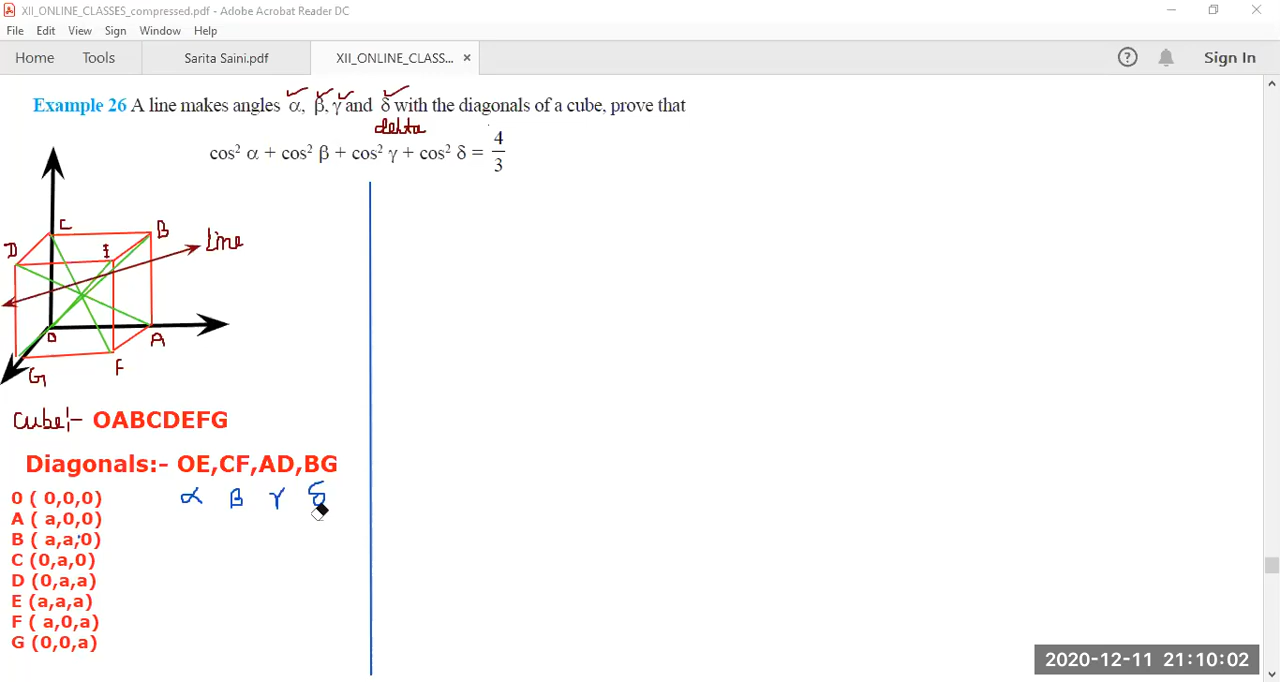 XII_ONLINE_CLASSES_compressed.pdf - Adobe Acrobat Reader DC
File Edit View Sign Window Help
Home Tools Sarita Saini.pdf XII_ONLINE_CLASS... × Sign In
Example 26 A line makes angles α, β, γ and δ with the diagonals of a cube, prove that
delta
cos² α + cos² β + cos² γ + cos² δ = 4/3
C B
D E Line
O A
G F
Cube:- OABCDEFG
Diagonals:- OE,CF,AD,BG
α β γ δ
0 ( 0,0,0)
A ( a,0,0)
B ( a,a,0)
C (0,a,0)
D (0,a,a)
E (a,a,a)
F ( a,0,a)
G (0,0,a)
2020-12-11 21:10:02